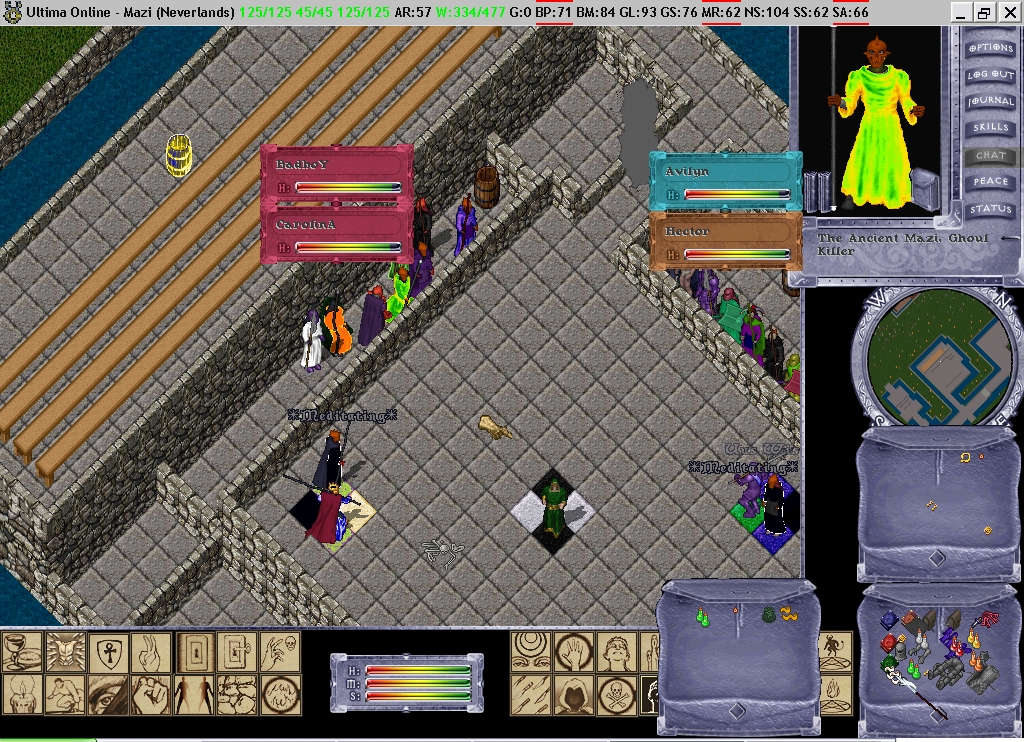 Ultima Online - Mazi (Neverlands) 125/125 45/45 125/125 AR:57 W:334/477 G:0 BP:71 BM:84 GL:93 GS:76 MR:62 NS:104 SS:62 SA:66
OPTIONS
LOG OUT
JOURNAL
SKILLS
CHAT
PEACE
STATUS
BadboY
H:
CarolinA
H:
Avilyn
H:
Hector
H:
The Ancient Mazi, Ghoul
Killer
W
N
*Meditating*
*Meditating*
H:
M:
S: